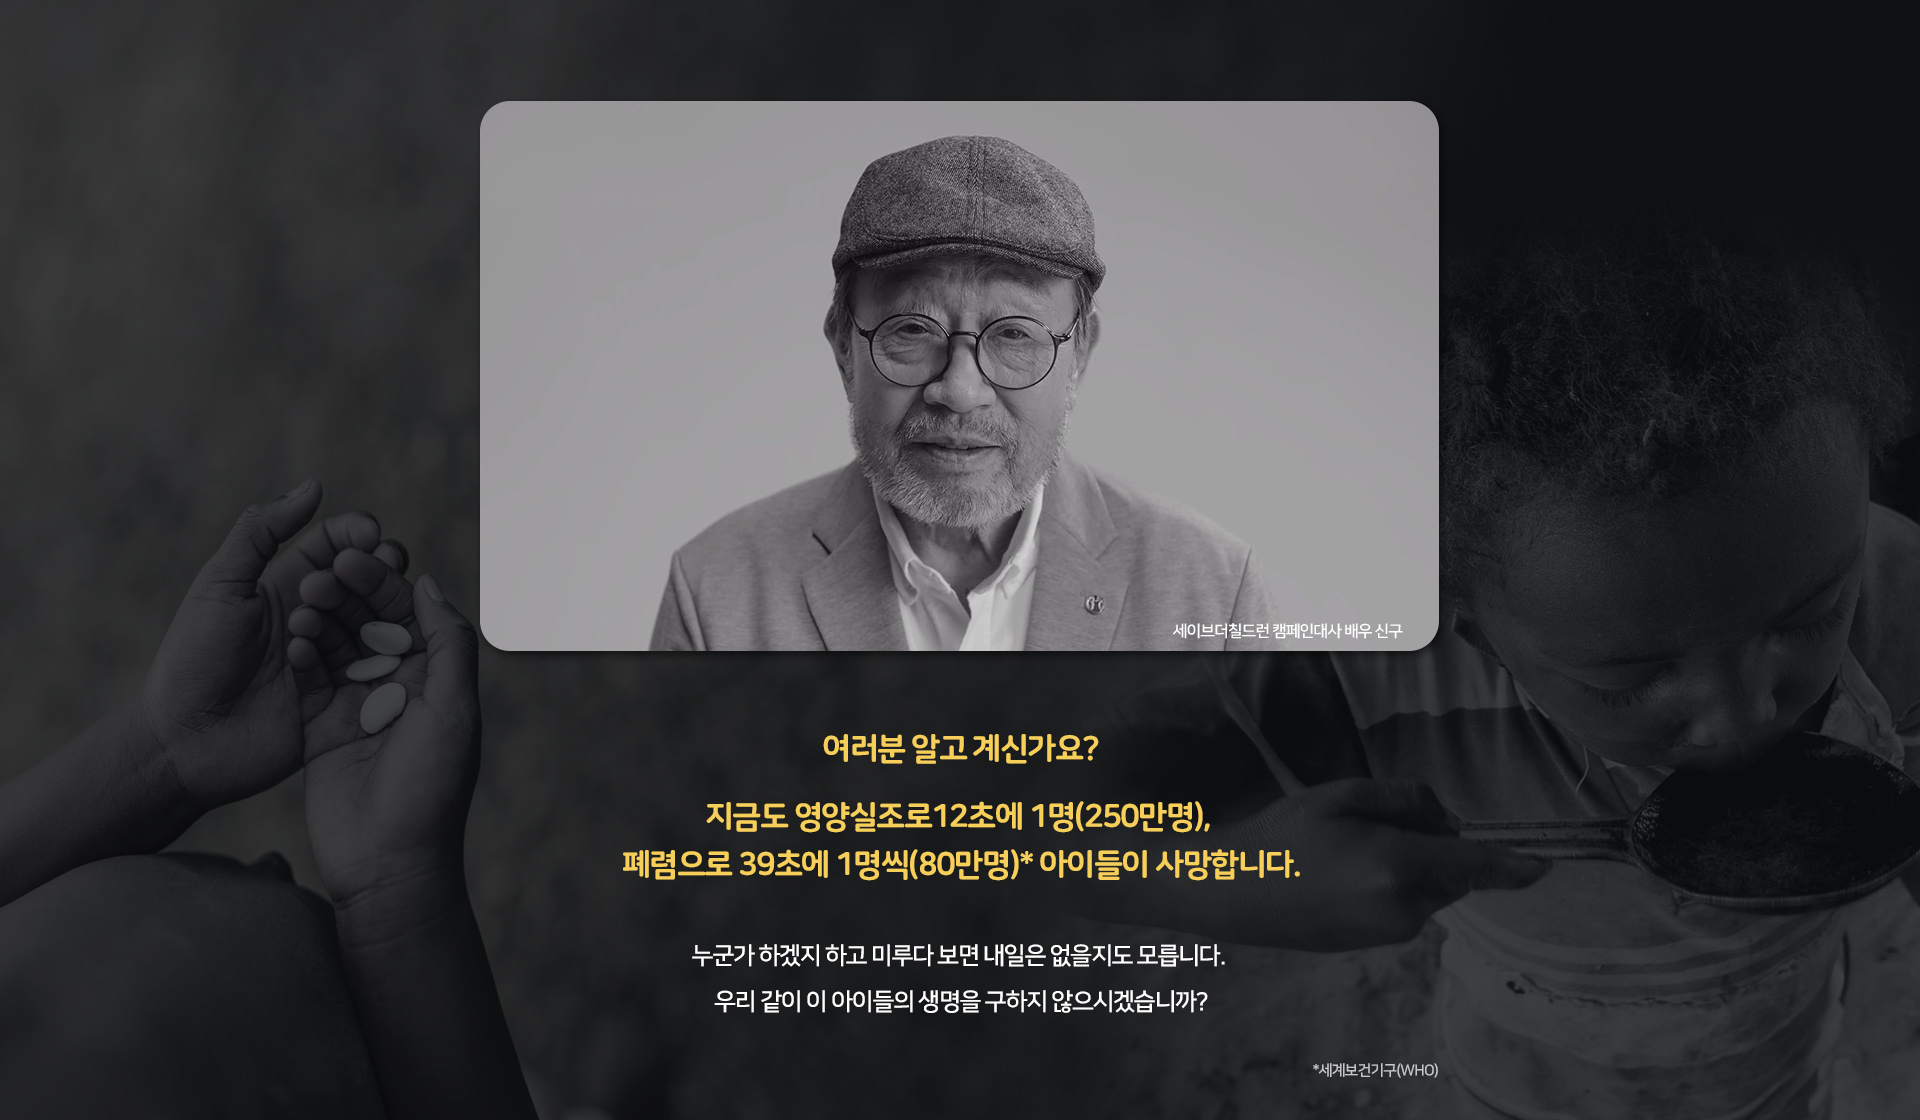 세이브더칠드런 캠페인대사 배우 신구
여러분 알고 계신가요?
지금도 영양실조로12초에 1명(250만명),
폐렴으로 39초에 1명씩(80만명)* 아이들이 사망합니다.
누군가 하겠지 하고 미루다 보면 내일은 없을지도 모릅니다.
우리 같이 이 아이들의 생명을 구하지 않으시겠습니까?
*세계보건기구(WHO)